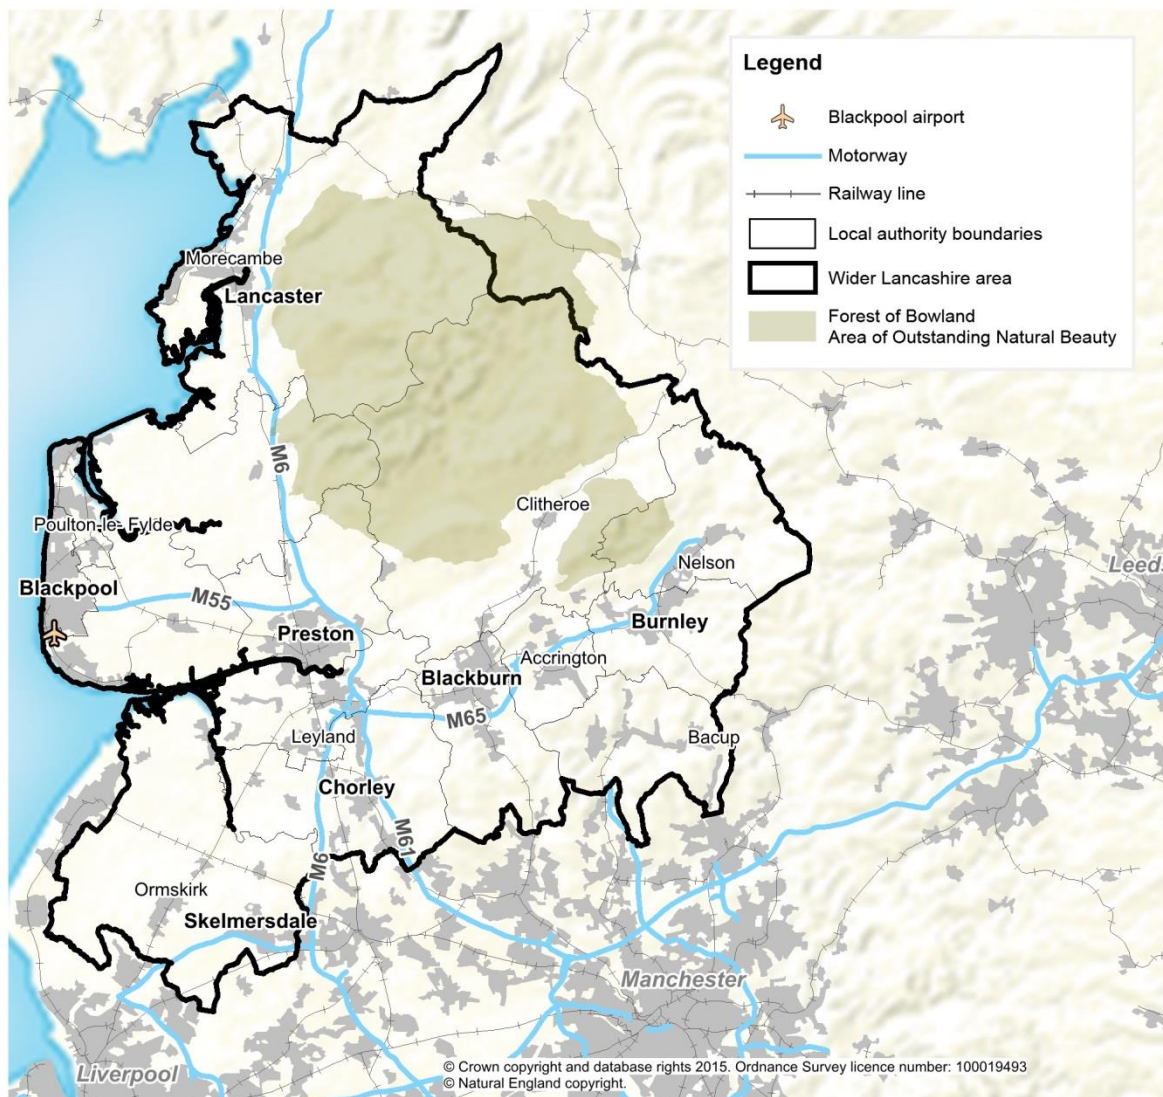 Legend
Blackpool airport
Motorway
Railway line
Local authority boundaries
Wider Lancashire area
Forest of Bowland
Area of Outstanding Natural Beauty
Morecambe
Lancaster
M6
Clitheroe
Poulton-le- Fylde
Nelson
Leeds
Blackpool
M55
Burnley
Preston
Accrington
Blackburn
M65
Leyland
Bacup
Chorley
M61
M6
Ormskirk
Skelmersdale
Manchester
Liverpool
© Crown copyright and database rights 2015. Ordnance Survey licence number: 100019493
© Natural England copyright.